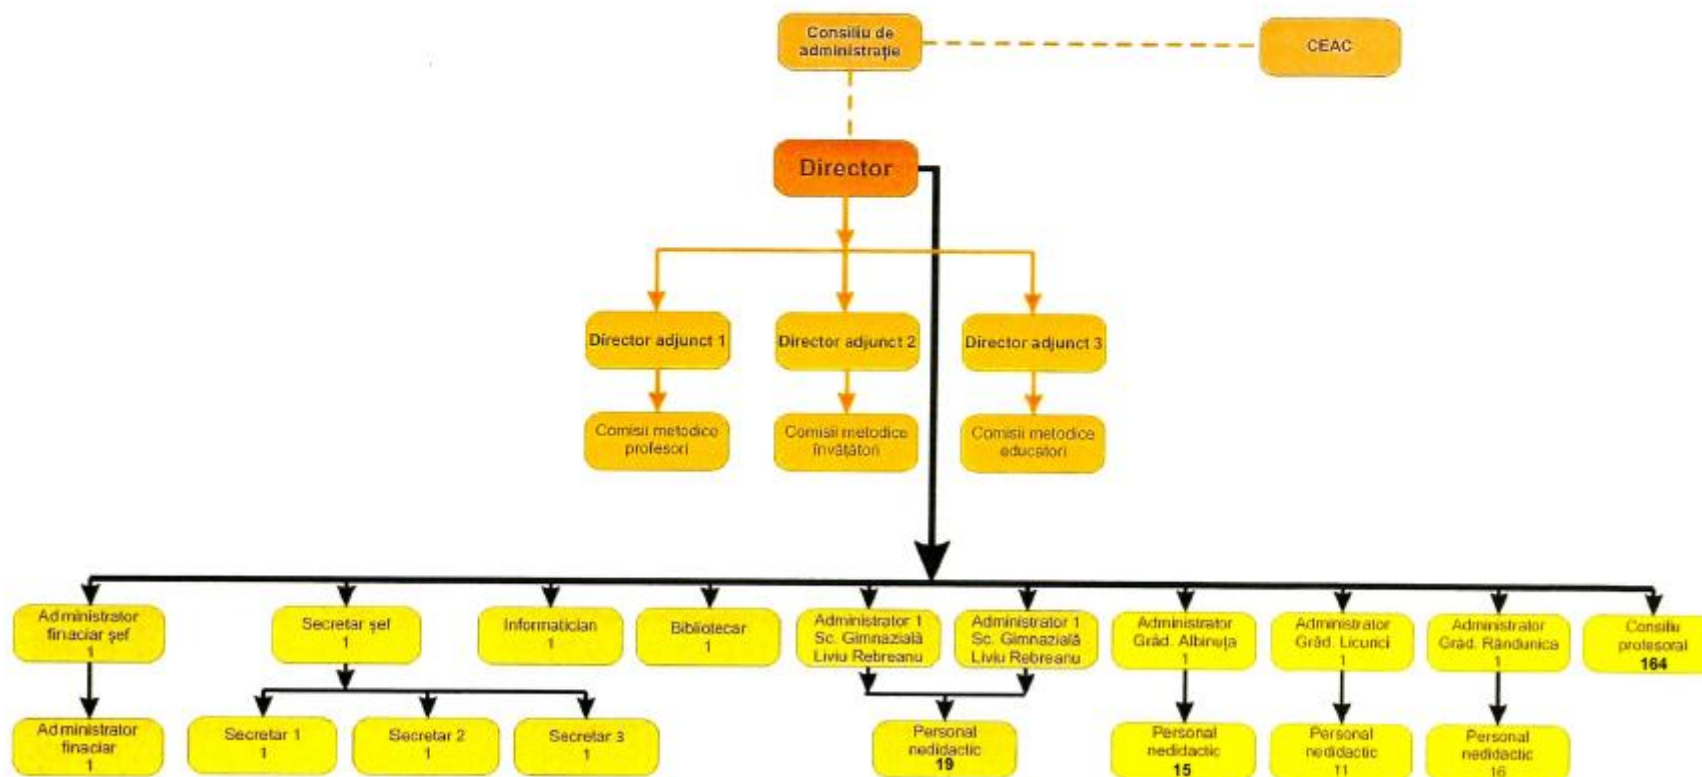 Consiliu de
administrație
CEAC
Director
Director adjunct 1
Director adjunct 2
Director adjunct 3
Comisii metodice
profesori
Comisii metodice
învățători
Comisii metodice
educatori
Administrator
finaciar șef
1
Secretar șef
1
Informatician
1
Bibliotecar
1
Administrator 1
Sc. Gimnazială
Liviu Rebreanu
Administrator 1
Sc. Gimnazială
Liviu Rebreanu
Administrator
Grăd. Albinuța
1
Administrator
Grăd. Licurici
1
Administrator
Grăd. Rândunica
1
Consiliu
profesoral
164
Administrator
finaciar
1
Secretar 1
1
Secretar 2
1
Secretar 3
1
Personal
nedidactic
19
Personal
nedidactic
15
Personal
nedidactic
11
Personal
nedidactic
16